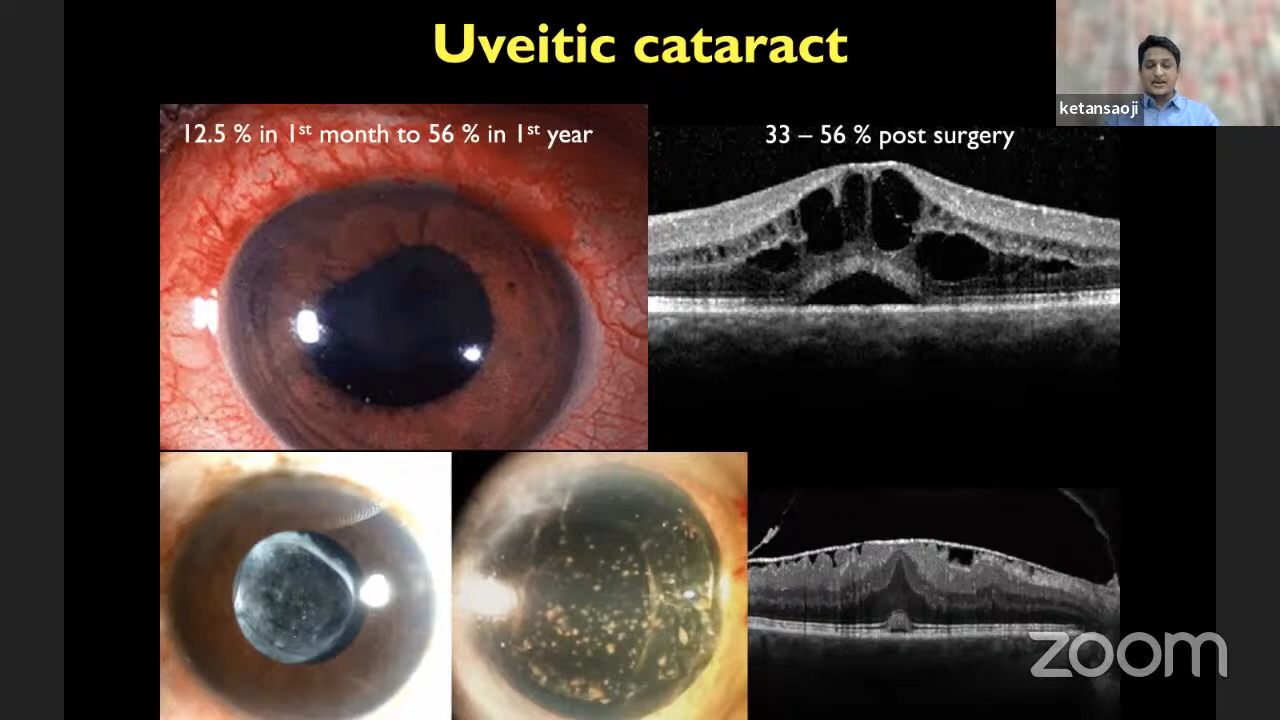 Uveitic cataract
ketansaoji
12.5 % in 1st month to 56 % in 1st year
33 – 56 % post surgery
zoom